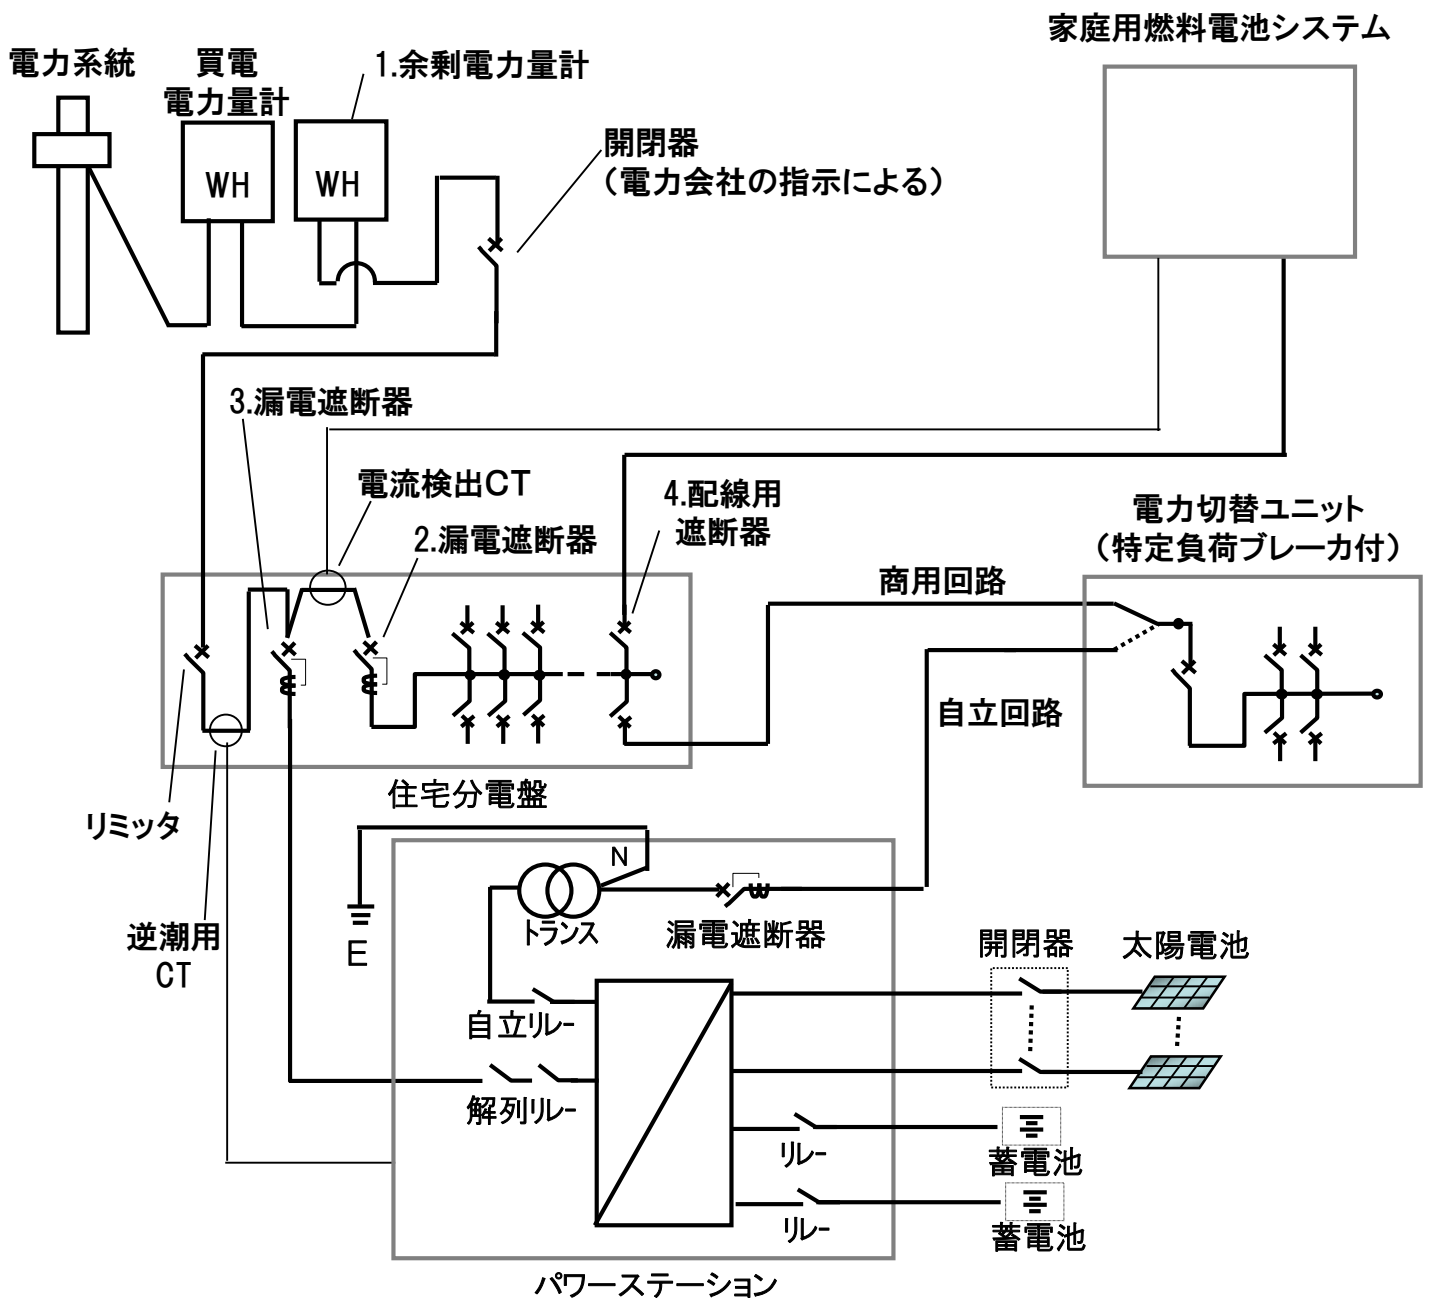 家庭用燃料電池システム
電力系統
買電
電力量計
1.余剰電力量計
WH
WH
開閉器
(電力会社の指示による)
3.漏電遮断器
電流検出CT
2.漏電遮断器
4.配線用
遮断器
電力切替ユニット
(特定負荷ブレーカ付)
商用回路
自立回路
リミッタ
住宅分電盤
逆潮用
CT
E
N
トランス
漏電遮断器
開閉器
太陽電池
自立リレー
解列リレー
リレー
蓄電池
リレー
蓄電池
パワーステーション